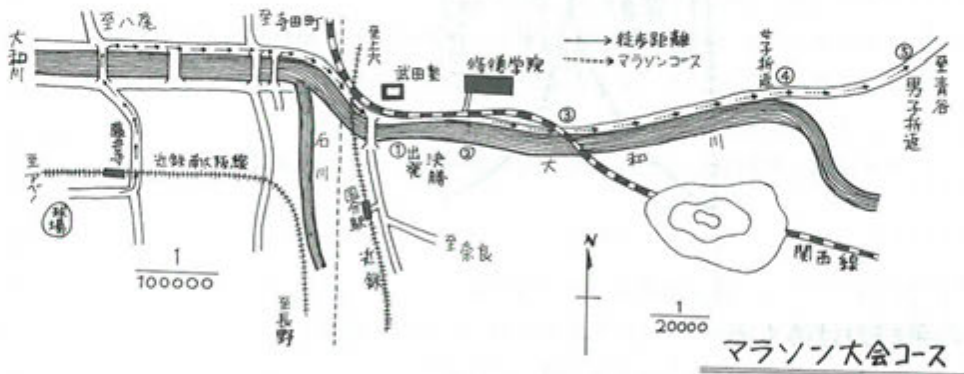 至八尾
至寺田町
至上六
大和川
武田塾
修徳学院
徒歩距離
マラソンコース
女子折返
④
⑤
男子折返
至青谷
藤井寺
至アベノ
球場
近鉄南大阪線
石川
①
出発
決勝
②
③
大和川
国分駅
近鉄
至奈良
至長野
1
100000
N
1
20000
関西線
マラソン大会コース